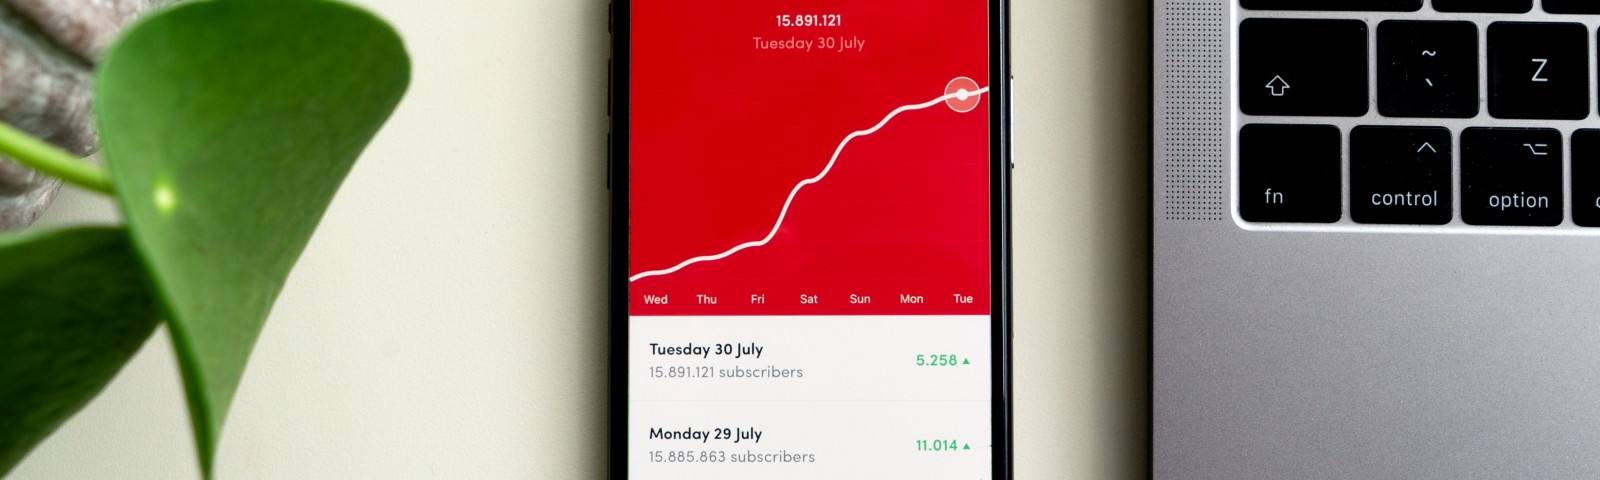 15.891.121
Tuesday 30 July
Wed Thu Fri Sat Sun Mon Tue
Tuesday 30 July
15.891.121 subscribers
5.258 ▲
Monday 29 July
15.885.863 subscribers
11.014 ▲
~
`
Z
fn
control
option